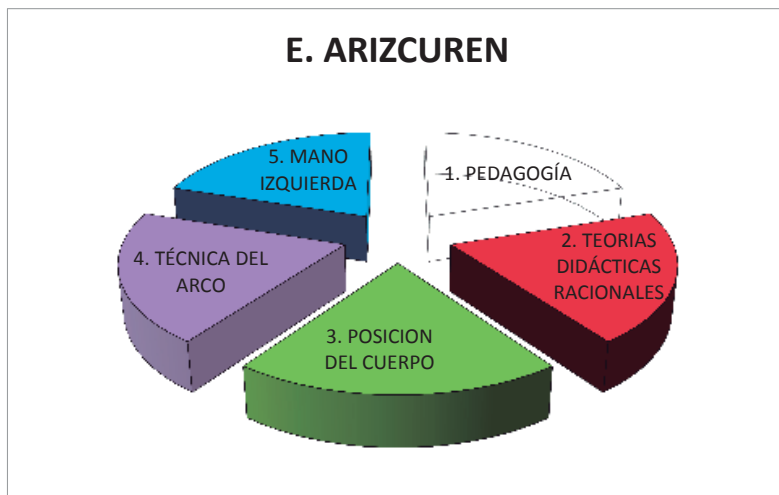 E. ARIZCUREN
1. PEDAGOGÍA
2. TEORIAS
DIDÁCTICAS
RACIONALES
3. POSICION
DEL CUERPO
4. TÉCNICA DEL
ARCO
5. MANO
IZQUIERDA